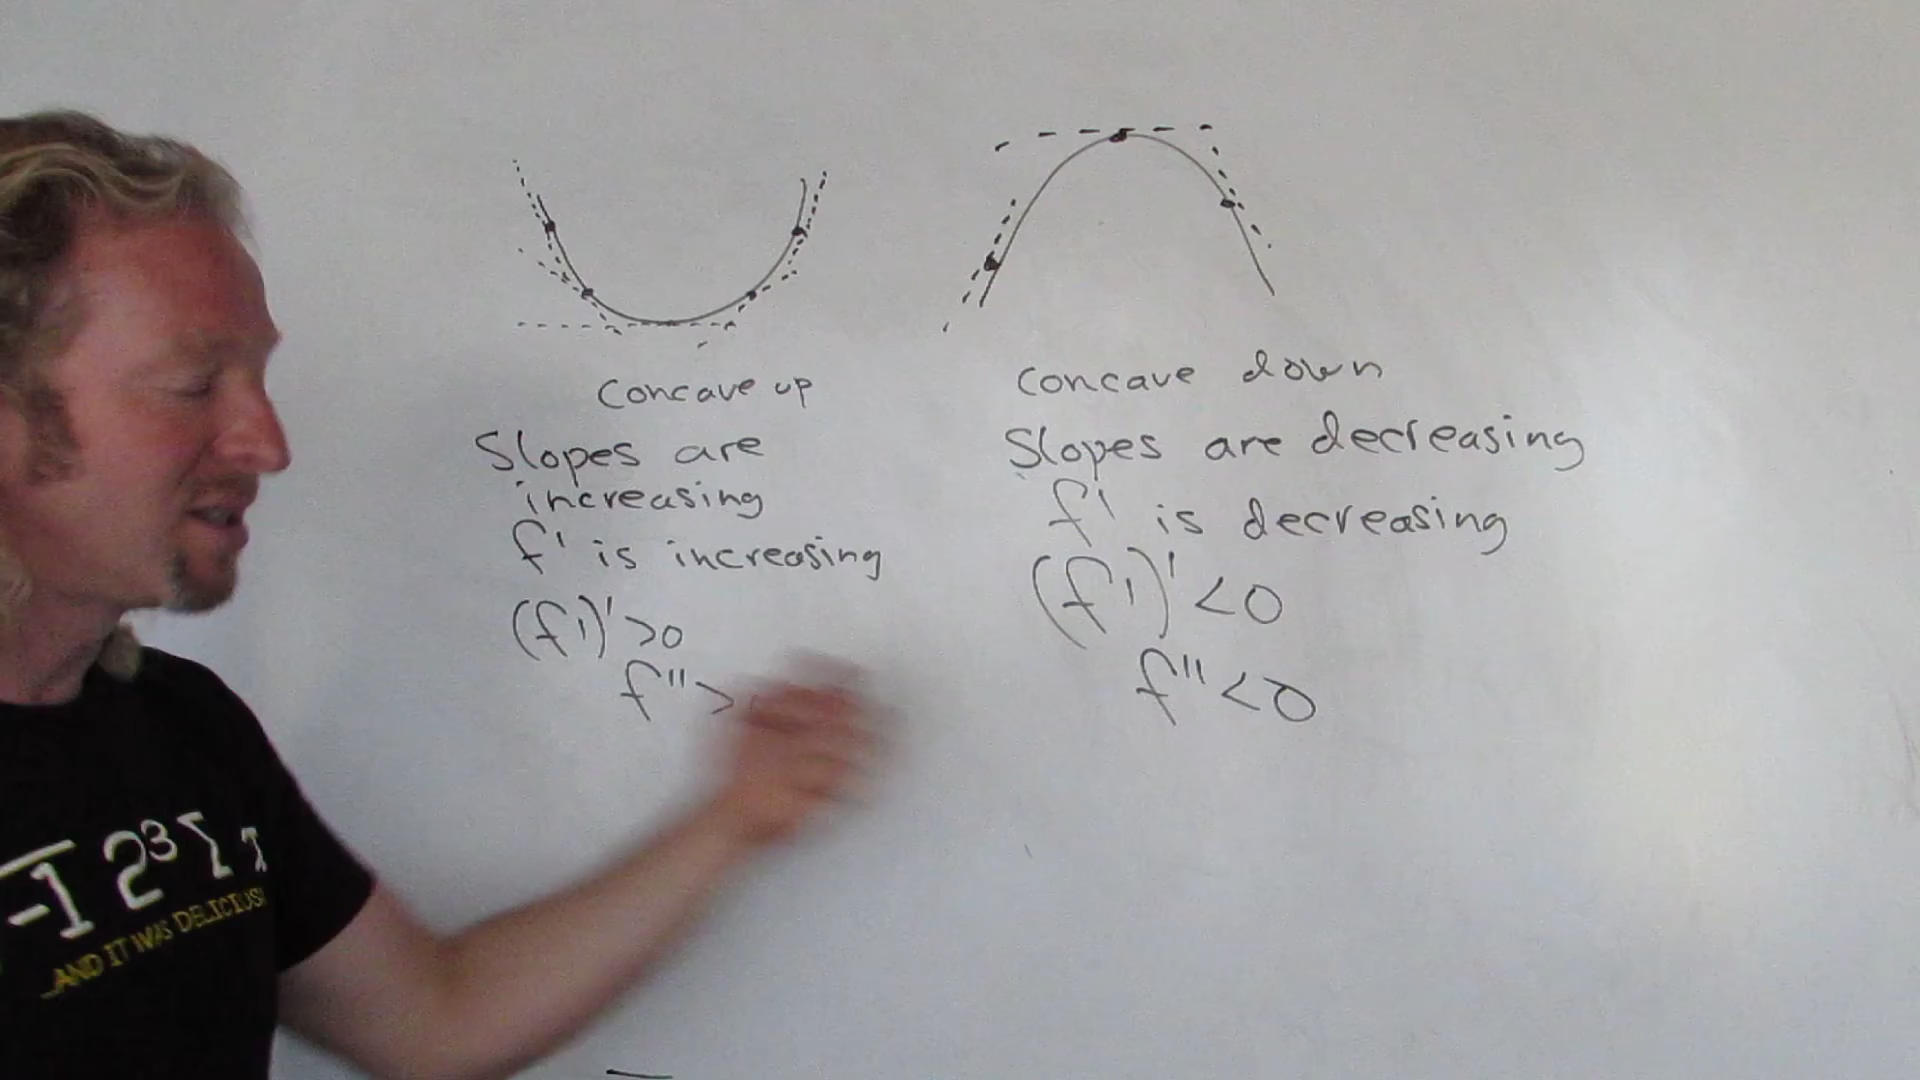 Concave up
Slopes are
increasing
f' is increasing
(f')'>0
f''>
Concave down
Slopes are decreasing
f' is decreasing
(f')'<0
f''<0
-1 2³ Σ π
...AND IT WAS DELICIOUS!